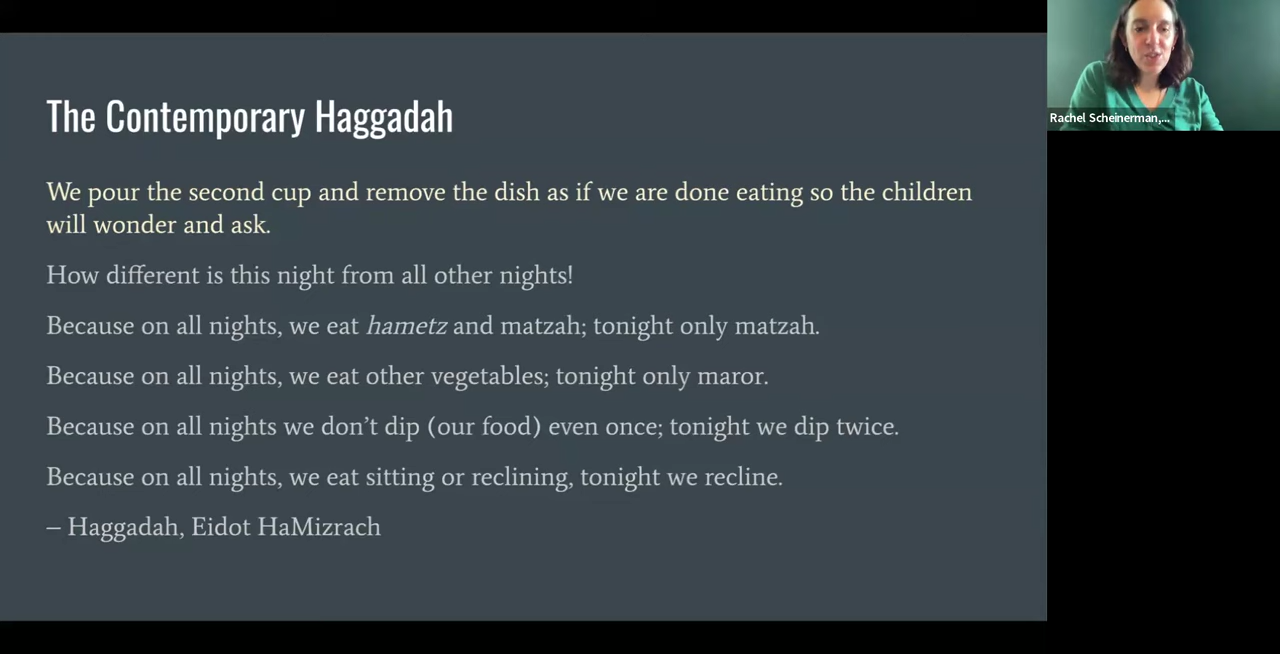 The Contemporary Haggadah
We pour the second cup and remove the dish as if we are done eating so the children
will wonder and ask.
How different is this night from all other nights!
Because on all nights, we eat hametz and matzah; tonight only matzah.
Because on all nights, we eat other vegetables; tonight only maror.
Because on all nights we don’t dip (our food) even once; tonight we dip twice.
Because on all nights, we eat sitting or reclining, tonight we recline.
– Haggadah, Eidot HaMizrach
Rachel Scheinerman,...